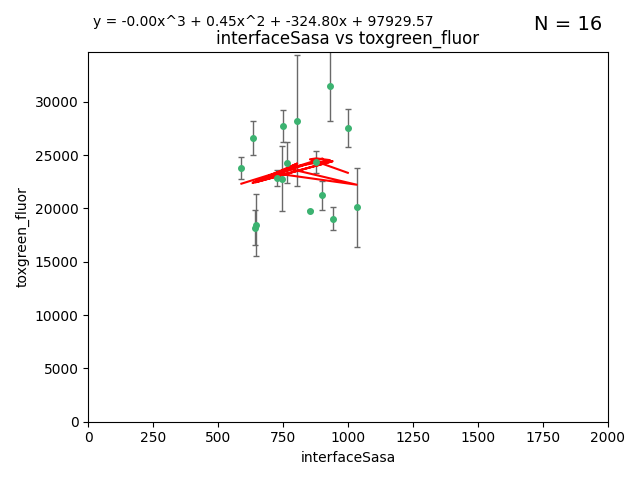 y = -0.00x^3 + 0.45x^2 + -324.80x + 97929.57
N = 16
interfaceSasa vs toxgreen_fluor
30000
25000
20000
15000
10000
5000
0
toxgreen_fluor
0 250 500 750 1000 1250 1500 1750 2000
interfaceSasa